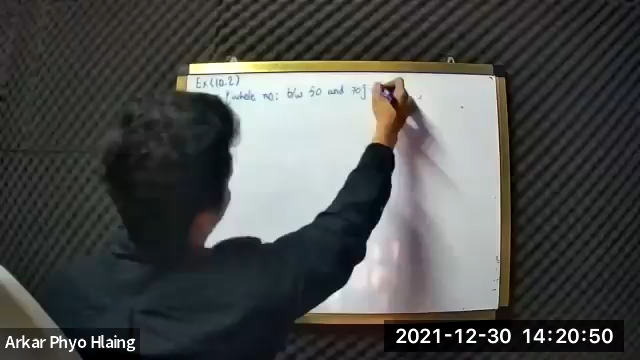 Ex(10.2)
{ whole no: b/w 50 and 70}
Arkar Phyo Hlaing
2021-12-30 14:20:50